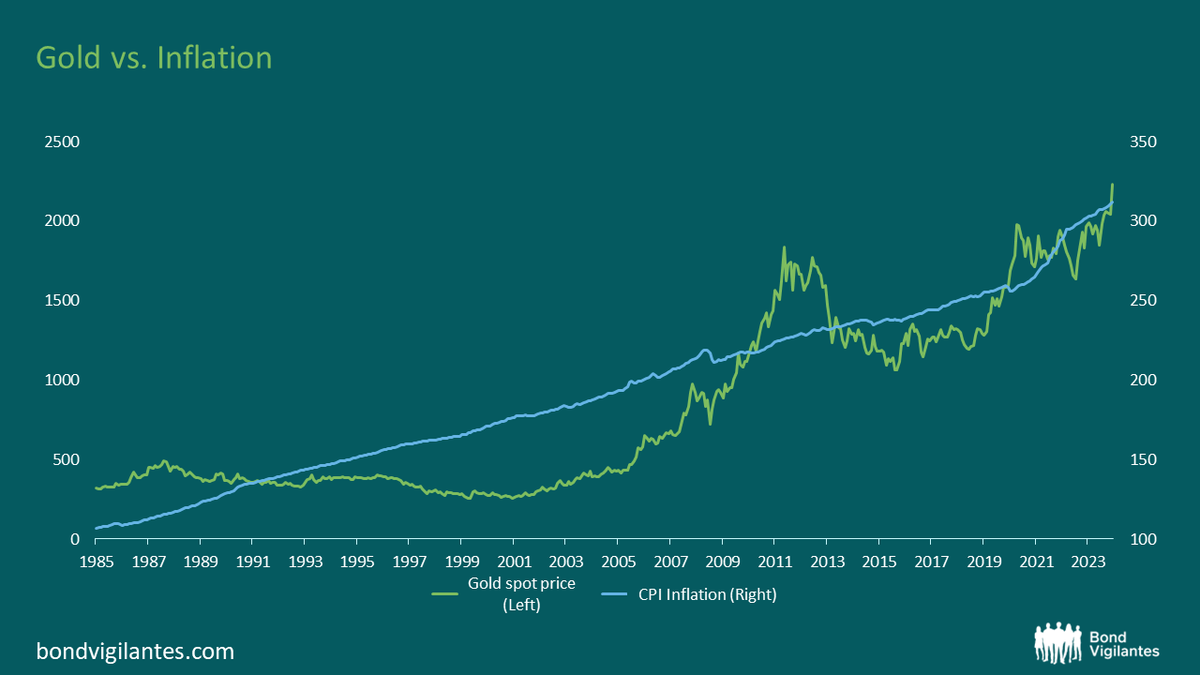 Gold vs. Inflation
2500
2000
1500
1000
500
0
350
300
250
200
150
100
1985 1987 1989 1991 1993 1995 1997 1999 2001 2003 2005 2007 2009 2011 2013 2015 2017 2019 2021 2023
Gold spot price
(Left)
CPI Inflation (Right)
bondvigilantes.com
Bond
Vigilantes